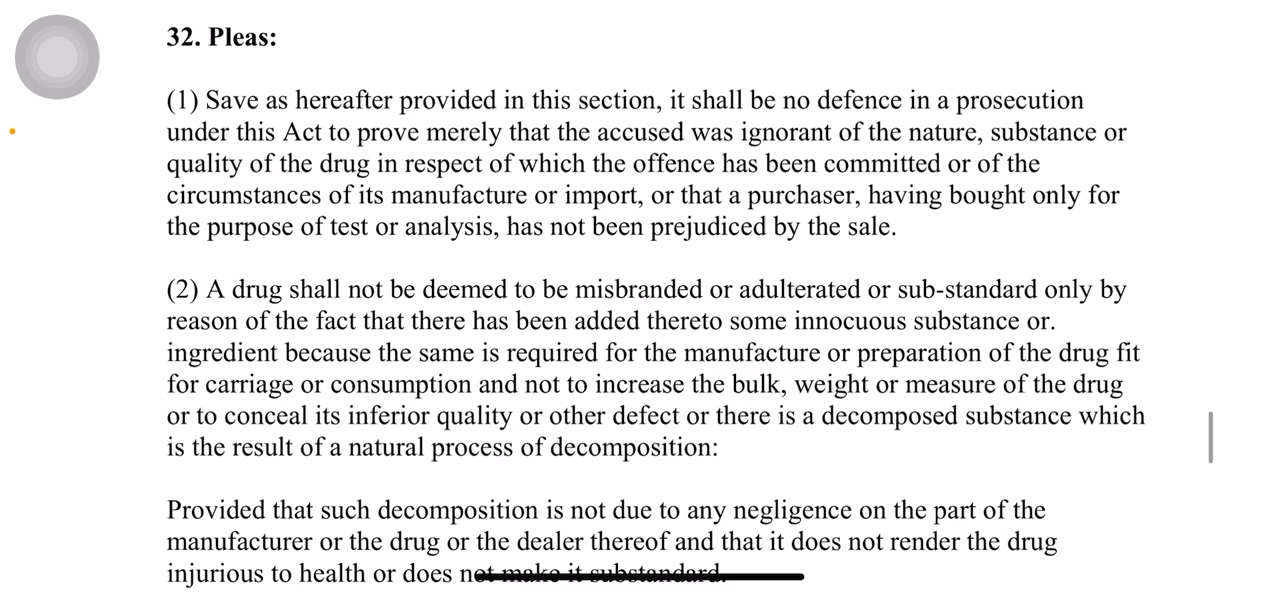 32. Pleas:
(1) Save as hereafter provided in this section, it shall be no defence in a prosecution
under this Act to prove merely that the accused was ignorant of the nature, substance or
quality of the drug in respect of which the offence has been committed or of the
circumstances of its manufacture or import, or that a purchaser, having bought only for
the purpose of test or analysis, has not been prejudiced by the sale.
(2) A drug shall not be deemed to be misbranded or adulterated or sub-standard only by
reason of the fact that there has been added thereto some innocuous substance or.
ingredient because the same is required for the manufacture or preparation of the drug fit
for carriage or consumption and not to increase the bulk, weight or measure of the drug
or to conceal its inferior quality or other defect or there is a decomposed substance which
is the result of a natural process of decomposition:
Provided that such decomposition is not due to any negligence on the part of the
manufacturer or the drug or the dealer thereof and that it does not render the drug
injurious to health or does not make it substandard.